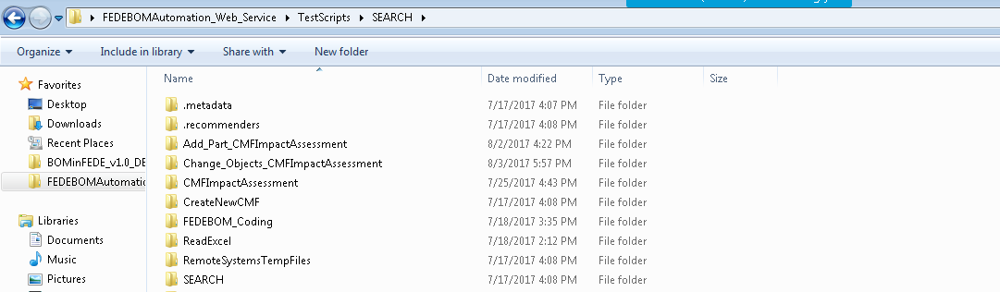 FEDEBOMAutomation_Web_Service TestScripts SEARCH
Organize Include in library Share with New folder
Name Date modified Type Size
Favorites
Desktop
Downloads
Recent Places
BOMinFEDE_v1.0_DE
FEDEBOMAutomatio
Libraries
Documents
Music
Pictures
.metadata 7/17/2017 4:07 PM File folder
.recommenders 7/17/2017 4:08 PM File folder
Add_Part_CMFImpactAssessment 8/2/2017 4:22 PM File folder
Change_Objects_CMFImpactAssessment 8/3/2017 5:57 PM File folder
CMFImpactAssessment 7/25/2017 4:43 PM File folder
CreateNewCMF 7/17/2017 4:08 PM File folder
FEDEBOM_Coding 7/18/2017 3:35 PM File folder
ReadExcel 7/18/2017 2:12 PM File folder
RemoteSystemsTempFiles 7/17/2017 4:08 PM File folder
SEARCH 7/17/2017 4:08 PM File folder